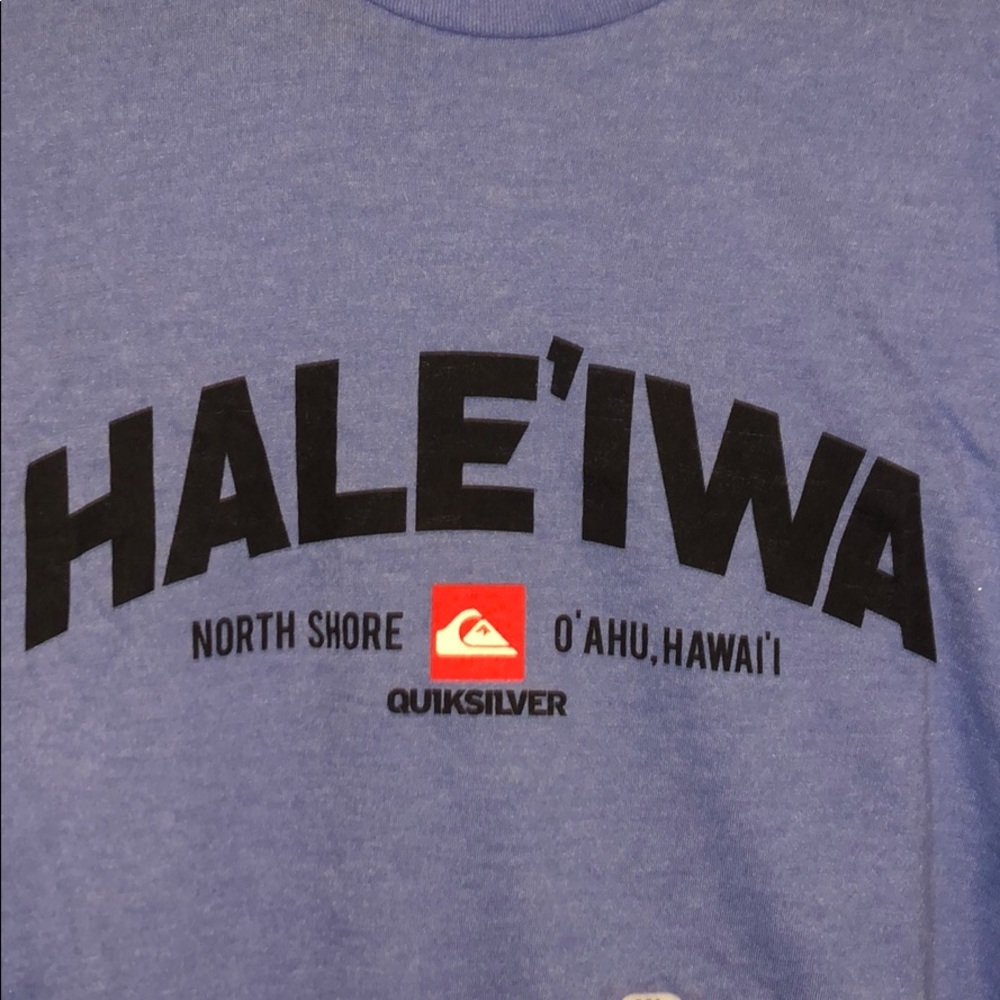 HALE'IWA
NORTH SHORE O'AHU, HAWAI'I
QUIKSILVER